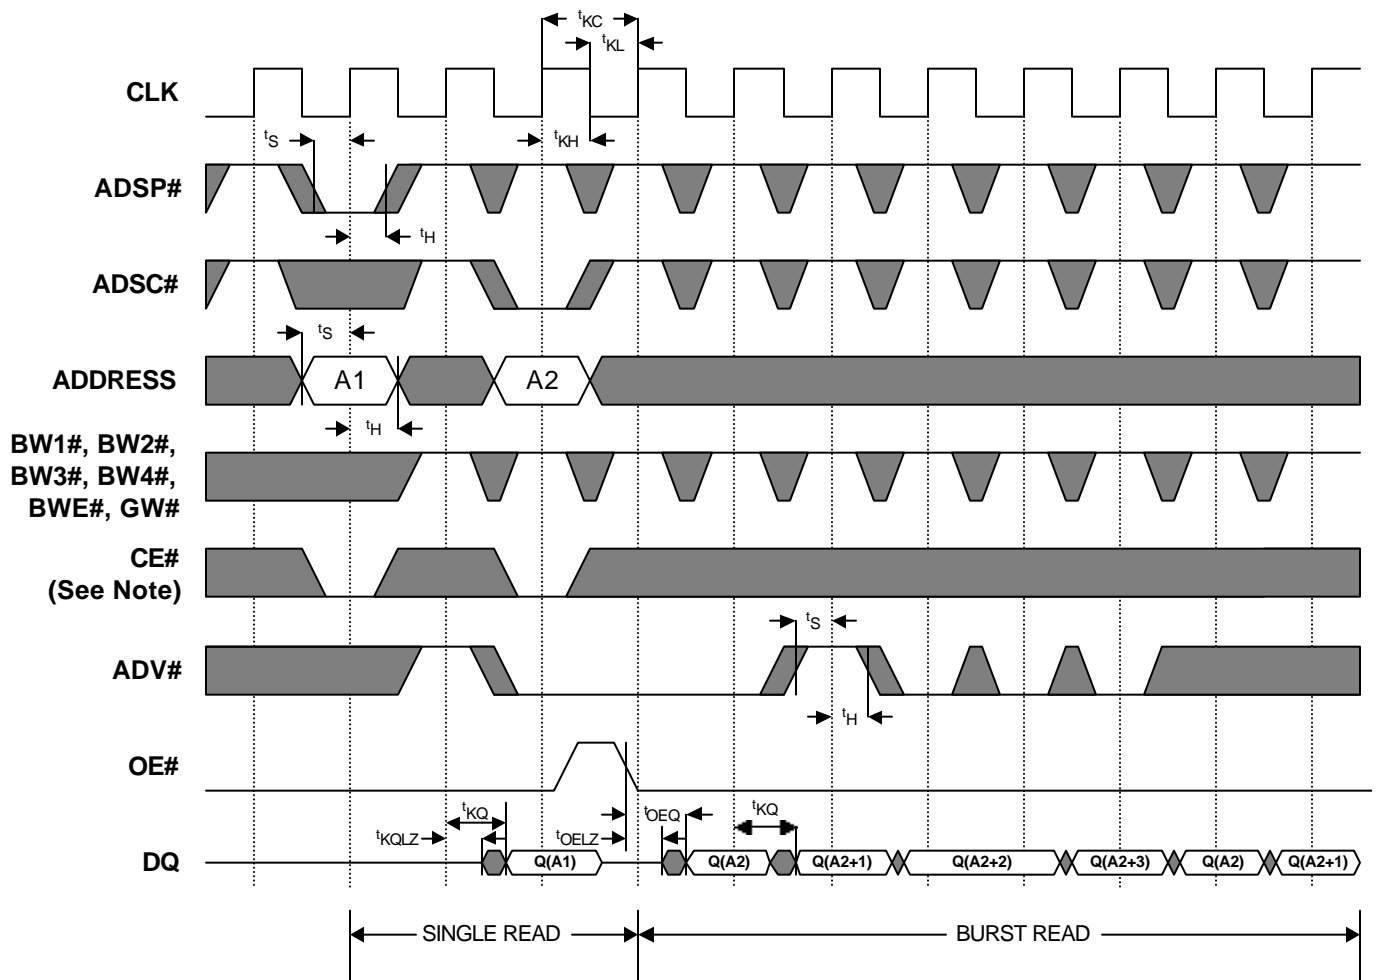 tKC
tKL
CLK
tS
tKH
ADSP#
tH
ADSC#
tS
ADDRESS
A1
A2
tH
BW1#, BW2#,
BW3#, BW4#,
BWE#, GW#
CE#
(See Note)
tS
ADV#
tH
OE#
tKQ
tOEQ
tKQ
tKQLZ
tOELZ
DQ
Q(A1)
Q(A2)
Q(A2+1)
Q(A2+2)
Q(A2+3)
Q(A2)
Q(A2+1)
SINGLE READ
BURST READ